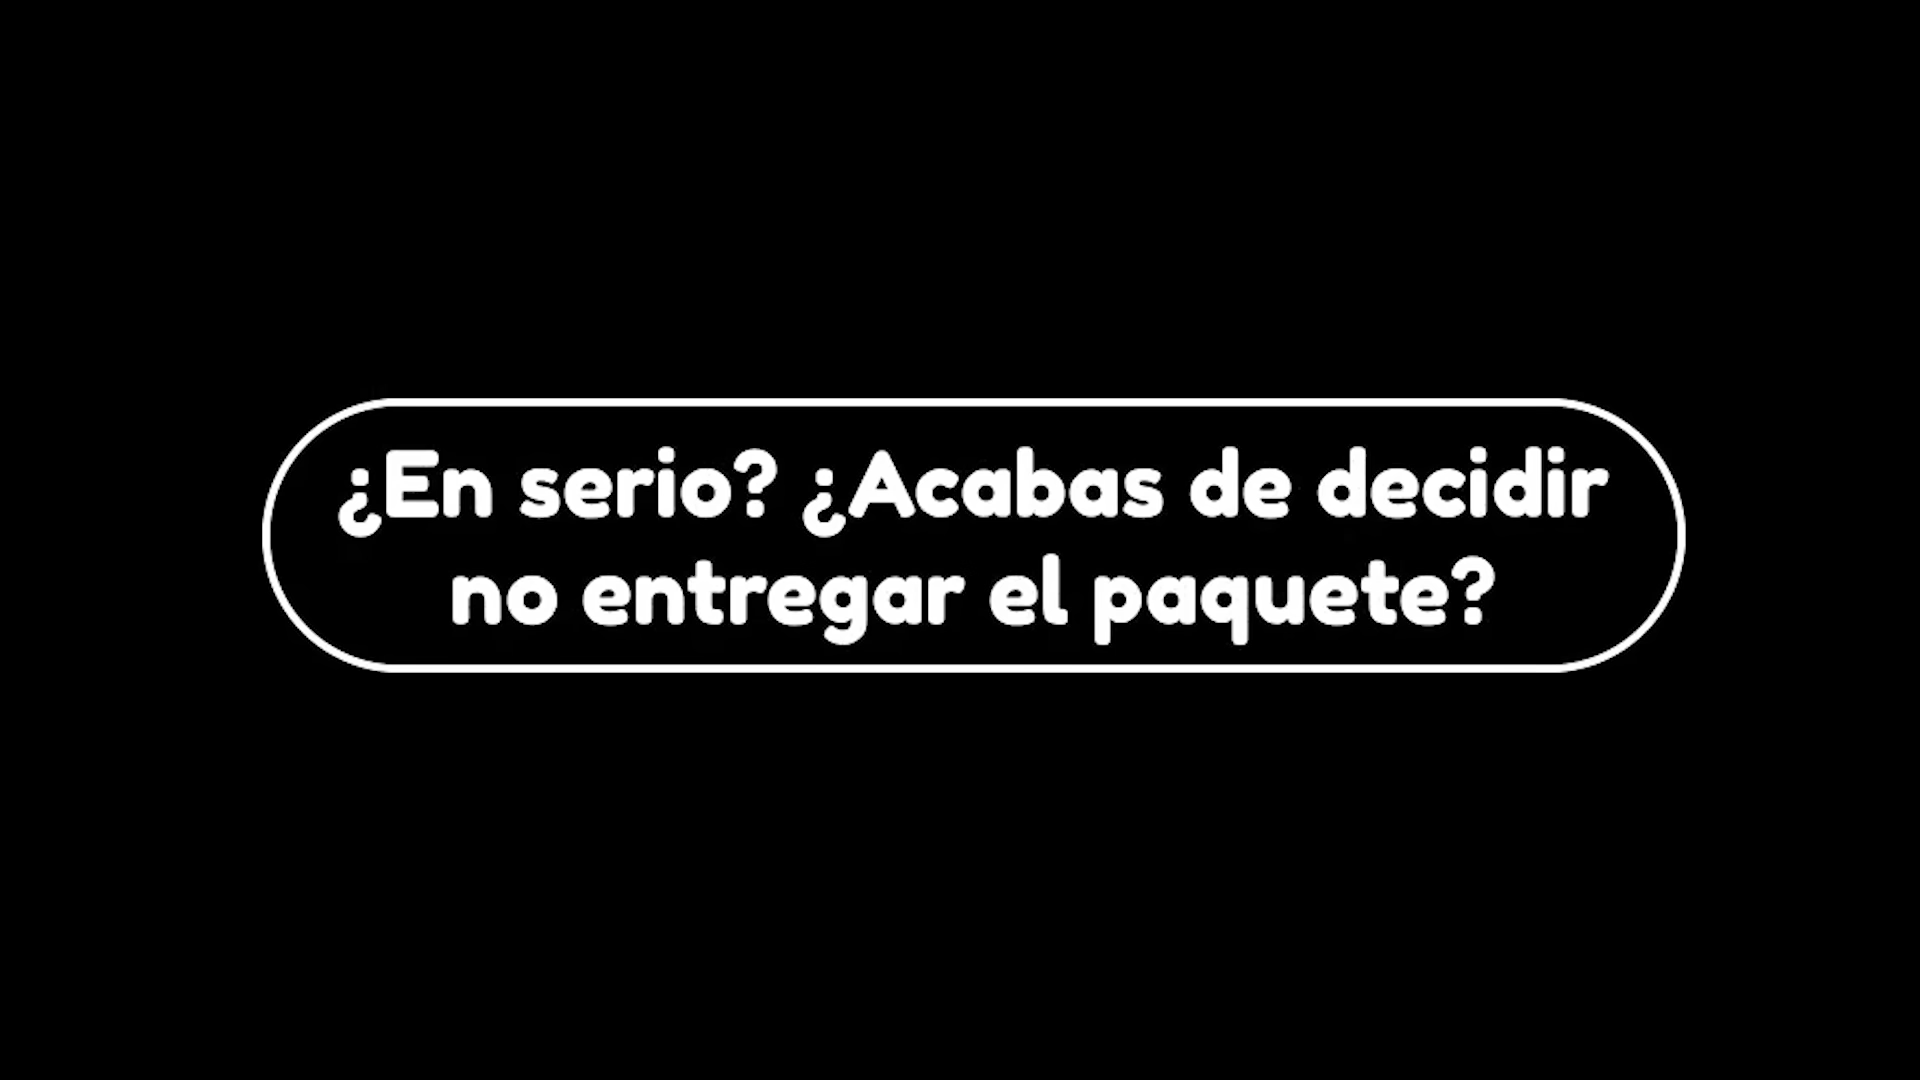 ¿En serio? ¿Acabas de decidir
no entregar el paquete?